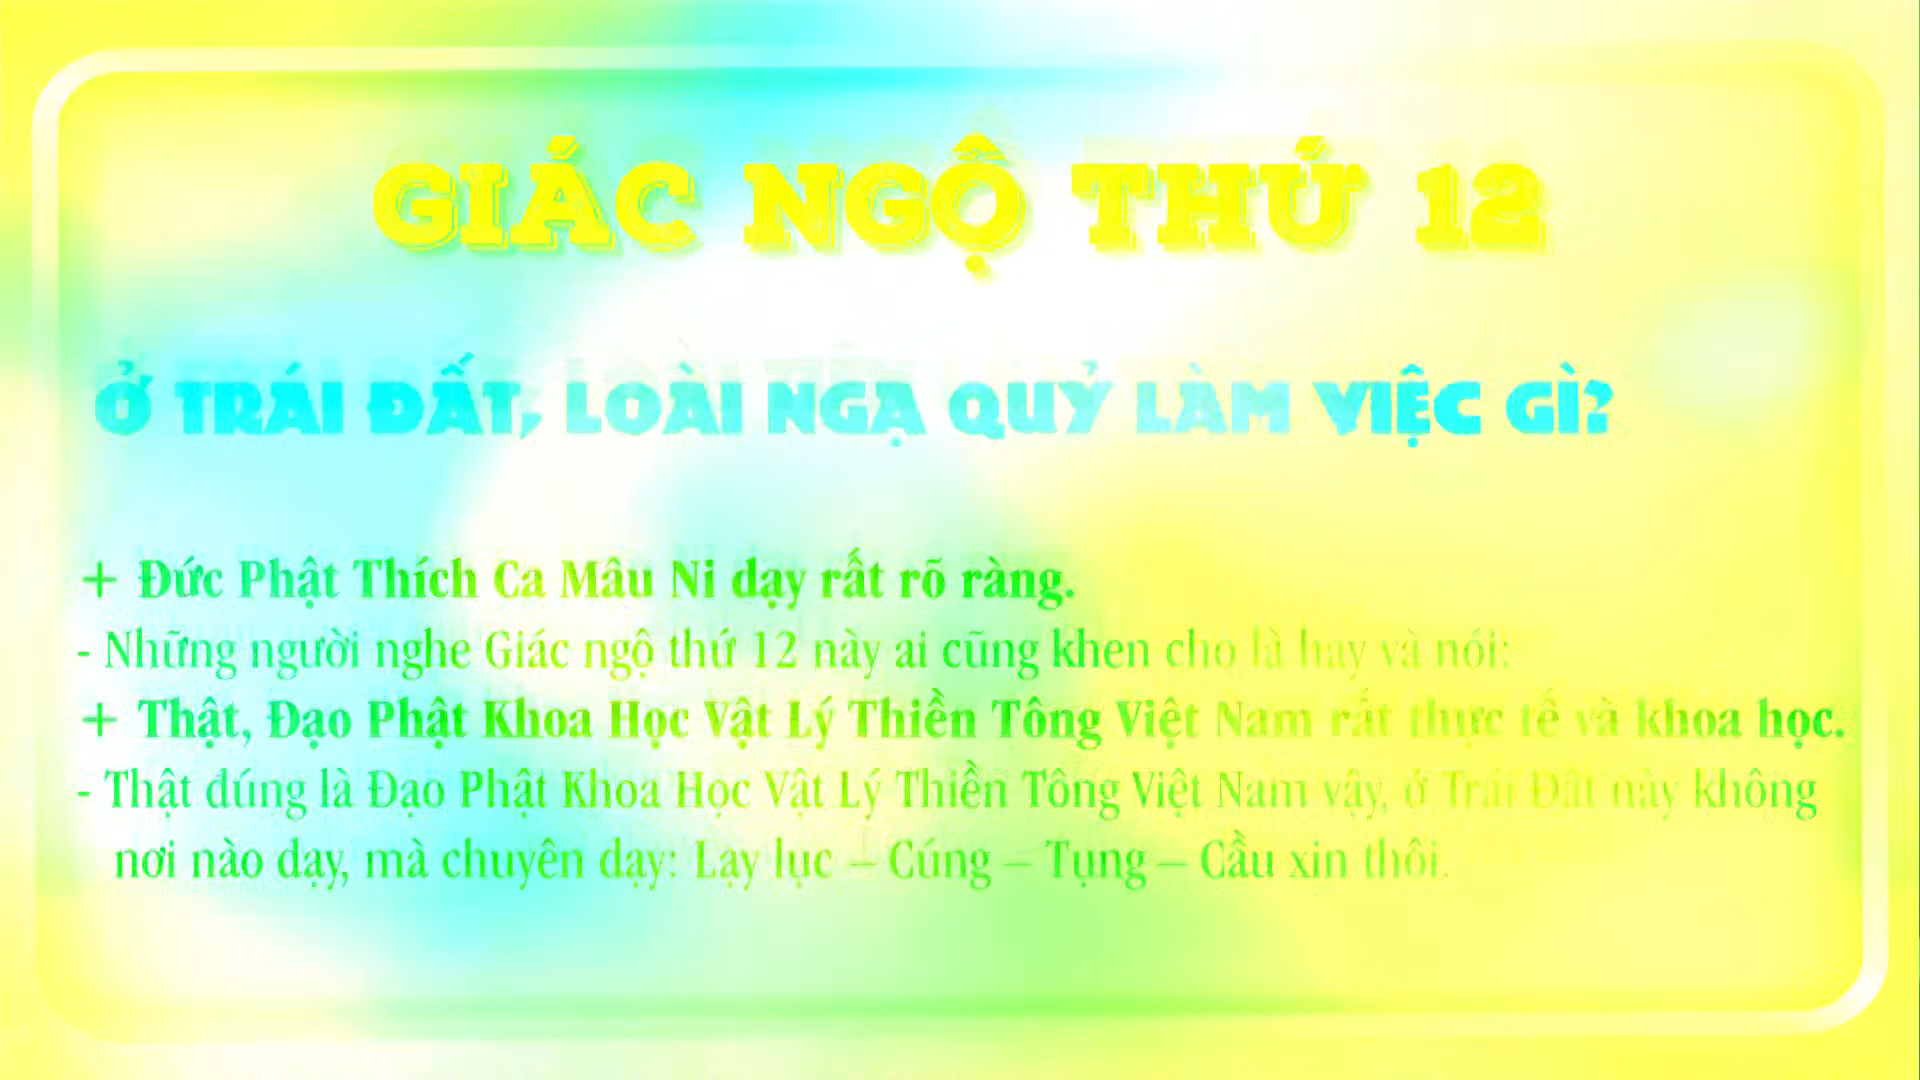 GIÁC NGỘ THỨ 12
Ở TRÁI ĐẤT, LOÀI NGẠ QUỶ LÀM VIỆC GÌ?
+ Đức Phật Thích Ca Mâu Ni dạy rất rõ ràng.
- Những người nghe Giác ngộ thứ 12 này ai cũng khen cho là hay và nói:
+ Thật, Đạo Phật Khoa Học Vật Lý Thiền Tông Việt Nam rất thực tế và khoa học.
- Thật đúng là Đạo Phật Khoa Học Vật Lý Thiền Tông Việt Nam vậy, ở Trái Đất này không
nơi nào dạy, mà chuyên dạy: Lạy lục – Cúng – Tụng – Cầu xin thôi.